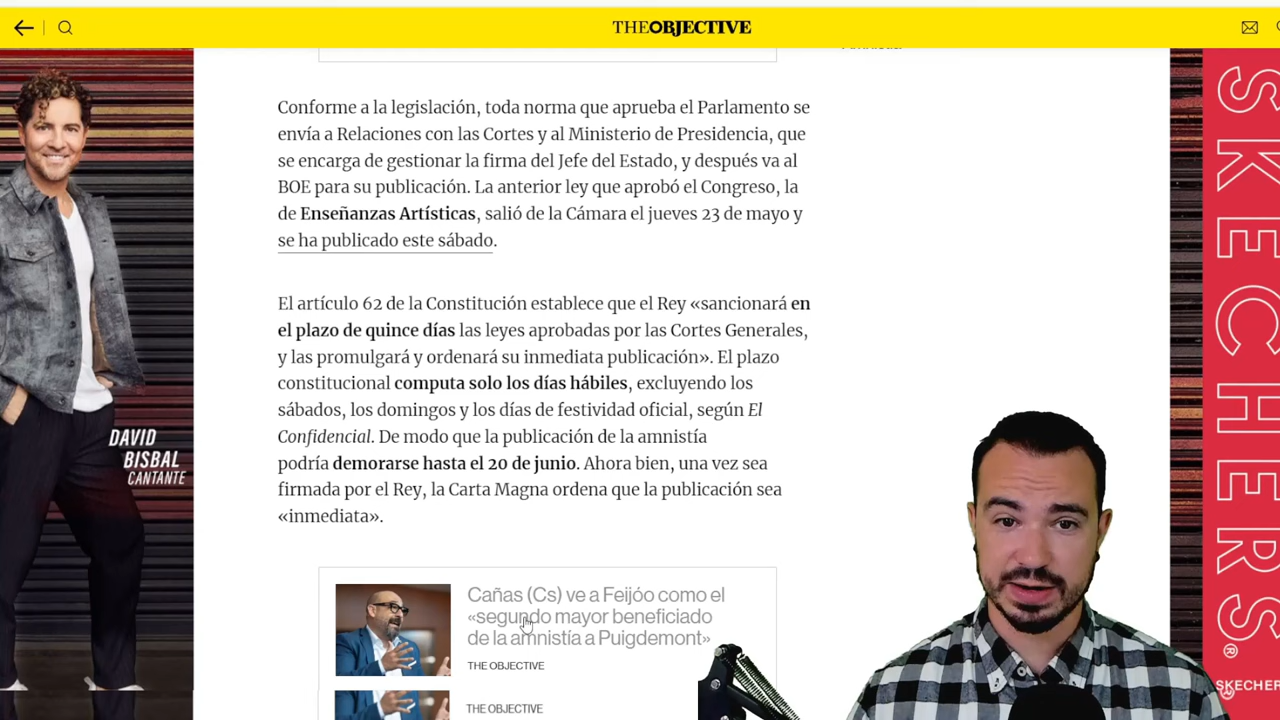 THEOBJECTIVE
Conforme a la legislación, cada norma que aprueba el Parlamento se
envía a Relaciones con las Cortes y al Ministerio de Presidencia, que
se encarga de gestionar la firma del Jefe del Estado, y después va al
BOE para su publicación. La anterior ley que aprobó el Congreso, la
de Enseñanzas Artísticas, salió de la Cámara el jueves 23 de mayo y
se ha publicado este sábado.
El artículo 62 de la Constitución establece que el Rey «sancionará en
el plazo de quince días las leyes aprobadas por las Cortes Generales,
y las promulgará y ordenará su inmediata publicación». El plazo
constitucional computa solo los días hábiles, excluyendo los
sábados, los domingos y los días de festividad oficial, según El
Confidencial. De modo que la publicación de la amnistía
podría demorarse hasta el 20 de junio. Ahora bien, una vez sea
firmada por el Rey, la Carta Magna ordena que la publicación sea
«inmediata».
DAVID
BISBAL
CANTANTE
Cañas (Cs) ve a Feijóo como el
«segundo mayor beneficiado
de la amnistía a Puigdemont»
THE OBJECTIVE
THE OBJECTIVE
SKECHERS®
SKECHER